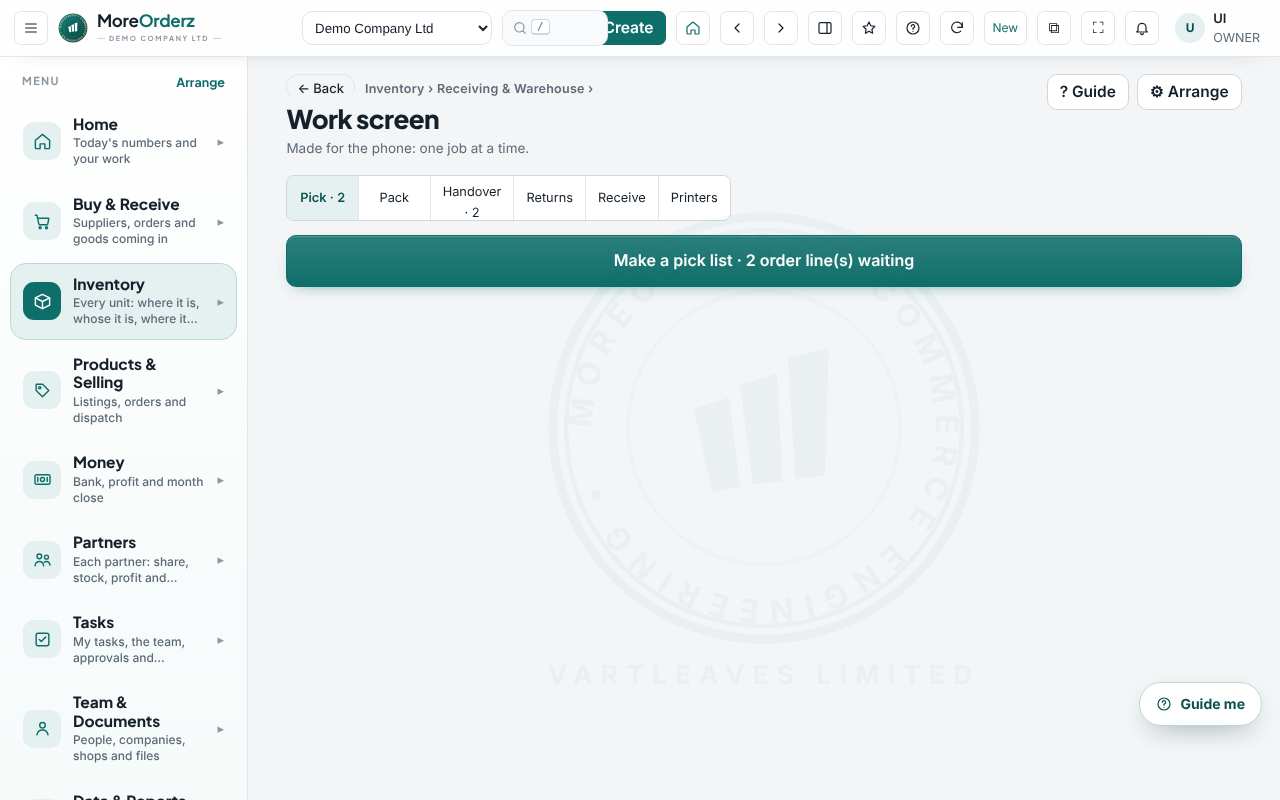 MoreOrderz
— DEMO COMPANY LTD —
Demo Company Ltd
/
Create
New
U
UI
OWNER
MENU
Arrange
Home
Today's numbers and
your work
Buy & Receive
Suppliers, orders and
goods coming in
Inventory
Every unit: where it is,
whose it is, where it...
Products &
Selling
Listings, orders and
dispatch
Money
Bank, profit and month
close
Partners
Each partner: share,
stock, profit and...
Tasks
My tasks, the team,
approvals and...
Team &
Documents
People, companies,
shops and files
Data & Reports
← Back
Inventory › Receiving & Warehouse ›
? Guide
⚙ Arrange
Work screen
Made for the phone: one job at a time.
Pick · 2
Pack
Handover
· 2
Returns
Receive
Printers
Make a pick list · 2 order line(s) waiting
COMMERCE ENGINEERING
VARTLEAVES LIMITED
Guide me